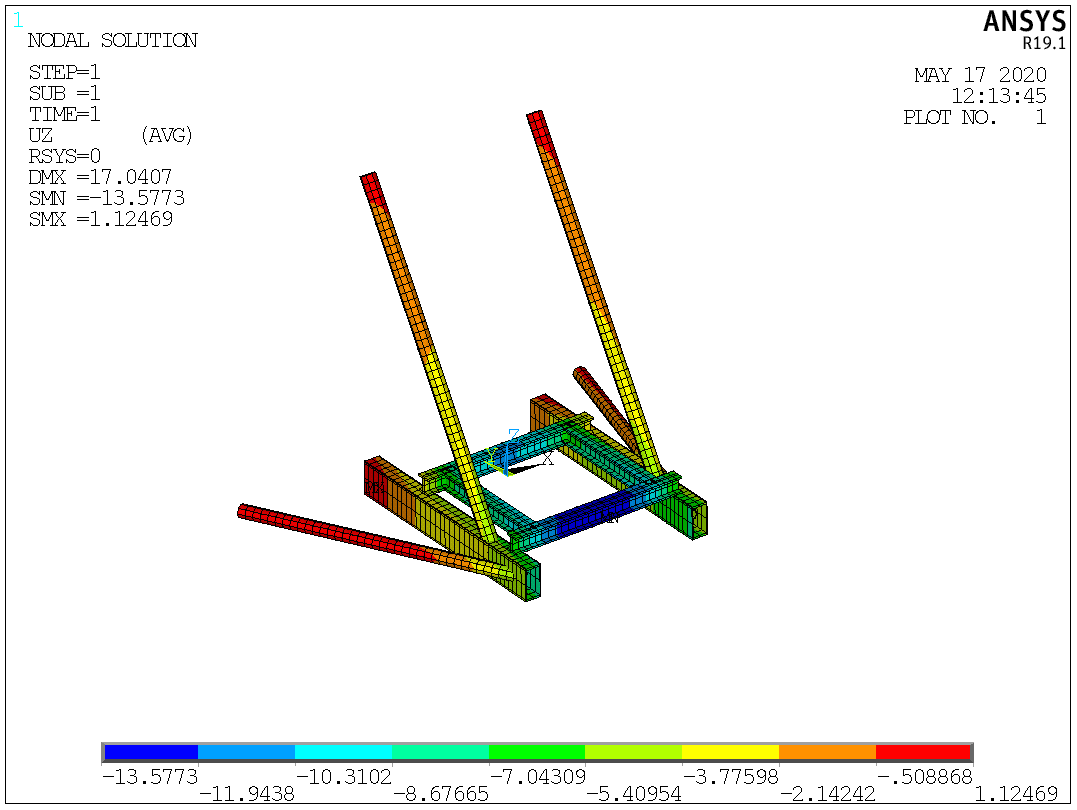 1
ANSYS
R19.1
NODAL SOLUTION
STEP=1
SUB =1
TIME=1
UZ (AVG)
RSYS=0
DMX =17.0407
SMN =-13.5773
SMX =1.12469
MAY 17 2020
12:13:45
PLOT NO. 1
Z
Y
X
MX
-13.5773 -10.3102 -7.04309 -3.77598 -.508868
-11.9438 -8.67665 -5.40954 -2.14242 1.12469